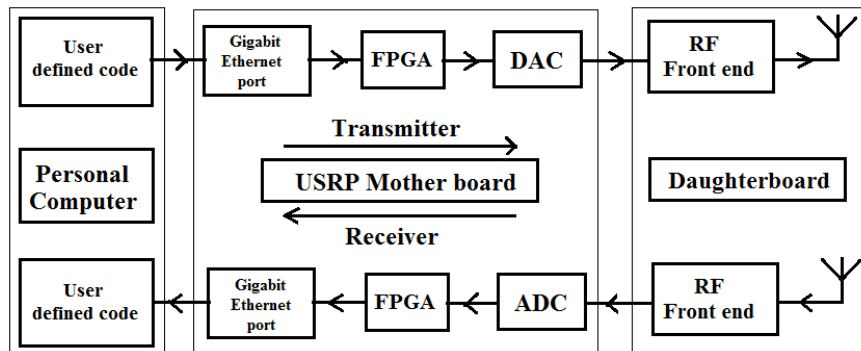 User
defined code
Gigabit
Ethernet
port
FPGA
DAC
RF
Front end
Transmitter
Personal
Computer
USRP Mother board
Daughterboard
Receiver
User
defined code
Gigabit
Ethernet
port
FPGA
ADC
RF
Front end